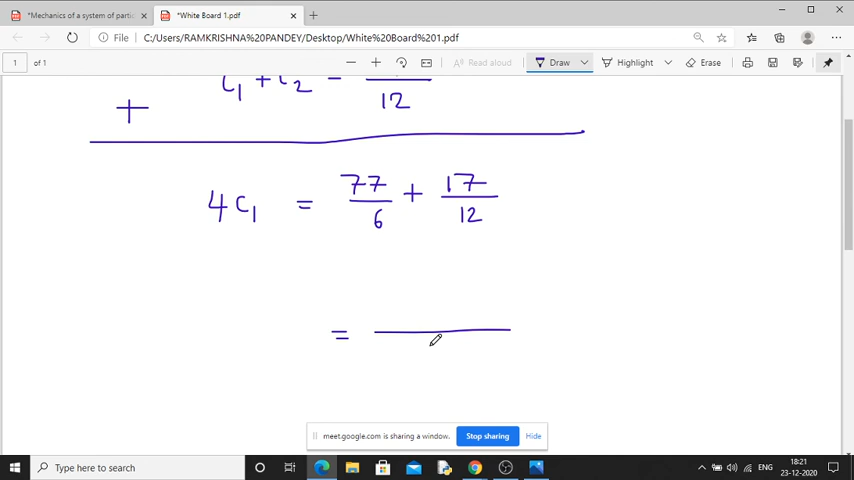 *Mechanics of a system of partic
*White Board 1.pdf
File C:/Users/RAMKRISHNA%20PANDEY/Desktop/White%20Board%201.pdf
1 of 1
Read aloud
Draw
Highlight
Erase
C1 + C2 =
12
+
4C1 = 77/6 + 17/12
=
meet.google.com is sharing a window.
Stop sharing
Hide
Type here to search
ENG
18:21
23-12-2020